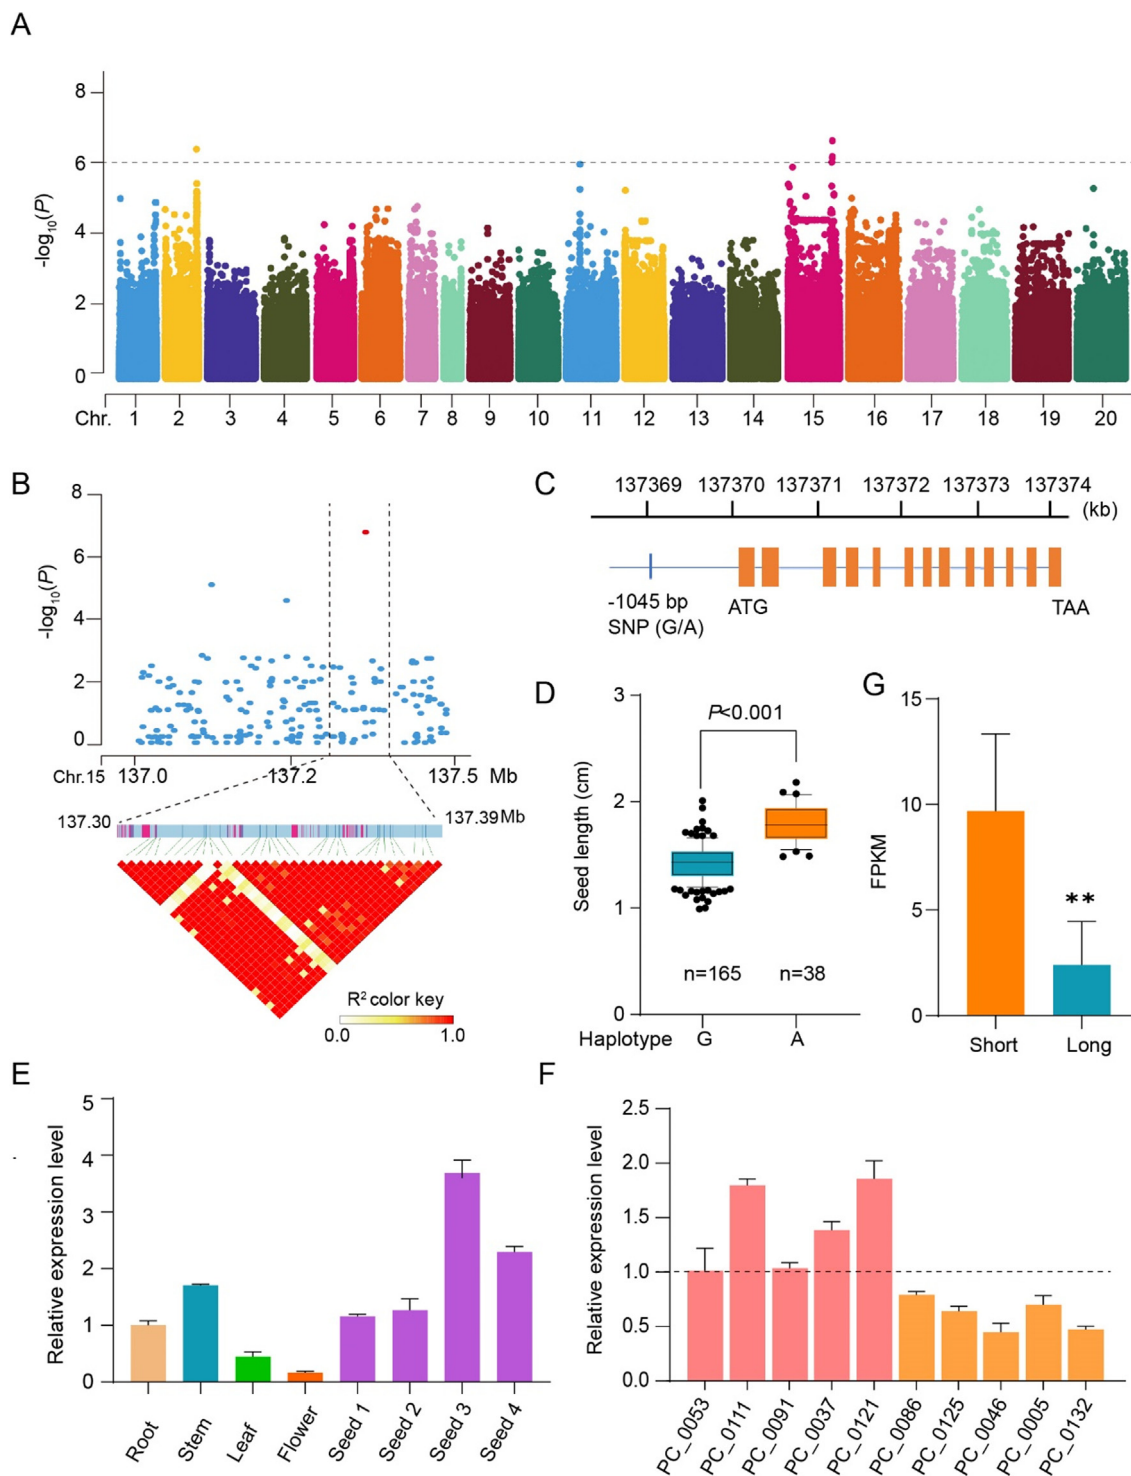 A
8
6
4
2
0
-log10(P)
Chr. 1 2 3 4 5 6 7 8 9 10 11 12 13 14 15 16 17 18 19 20
B
8
6
4
2
0
-log10(P)
Chr.15 137.0 137.2 137.5 Mb
137.30 137.39 Mb
R2 color key
0.0 1.0
C
137369 137370 137371 137372 137373 137374
(kb)
-1045 bp
SNP (G/A)
ATG
TAA
D
3
2
1
0
Seed length (cm)
P<0.001
n=165 n=38
Haplotype G A
G
15
10
5
0
FPKM
**
Short Long
E
5
4
3
2
1
0
Relative expression level
Root Stem Leaf Flower Seed 1 Seed 2 Seed 3 Seed 4
F
2.5
2.0
1.5
1.0
0.5
0.0
Relative expression level
PC_0053 PC_0111 PC_0091 PC_0037 PC_0121 PC_0086 PC_0125 PC_0046 PC_0005 PC_0132